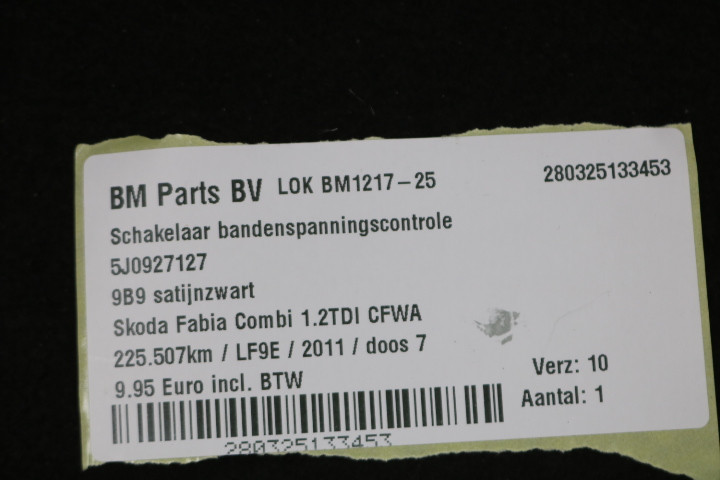 BM Parts BV LOK BM1217-25 280325133453
Schakelaar bandenspanningscontrole
5J0927127
9B9 satijnzwart
Skoda Fabia Combi 1.2TDI CFWA
225.507km / LF9E / 2011 / doos 7
Verz: 10
9.95 Euro incl. BTW
Aantal: 1
280325133453